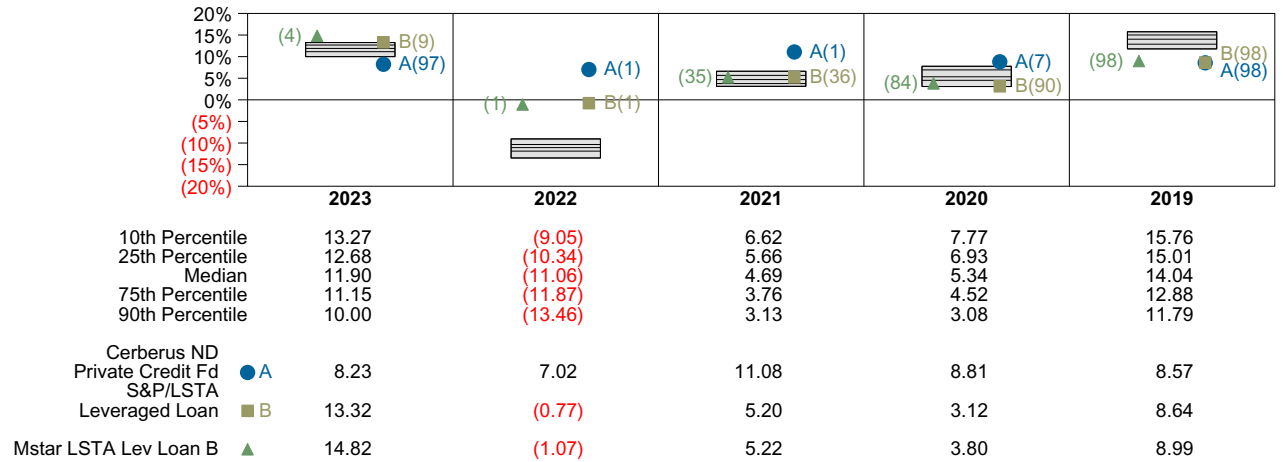 20%
15%
10%
5%
0%
(5%)
(10%)
(15%)
(20%)
(4)
B(9)
A(97)
(1)
A(1)
B(1)
(35)
A(1)
B(36)
(84)
A(7)
B(90)
(98)
B(98)
A(98)
2023 2022 2021 2020 2019
10th Percentile 13.27 (9.05) 6.62 7.77 15.76
25th Percentile 12.68 (10.34) 5.66 6.93 15.01
Median 11.90 (11.06) 4.69 5.34 14.04
75th Percentile 11.15 (11.87) 3.76 4.52 12.88
90th Percentile 10.00 (13.46) 3.13 3.08 11.79
Cerberus ND
Private Credit Fd A 8.23 7.02 11.08 8.81 8.57
S&P/LSTA
Leveraged Loan B 13.32 (0.77) 5.20 3.12 8.64
Mstar LSTA Lev Loan B 14.82 (1.07) 5.22 3.80 8.99